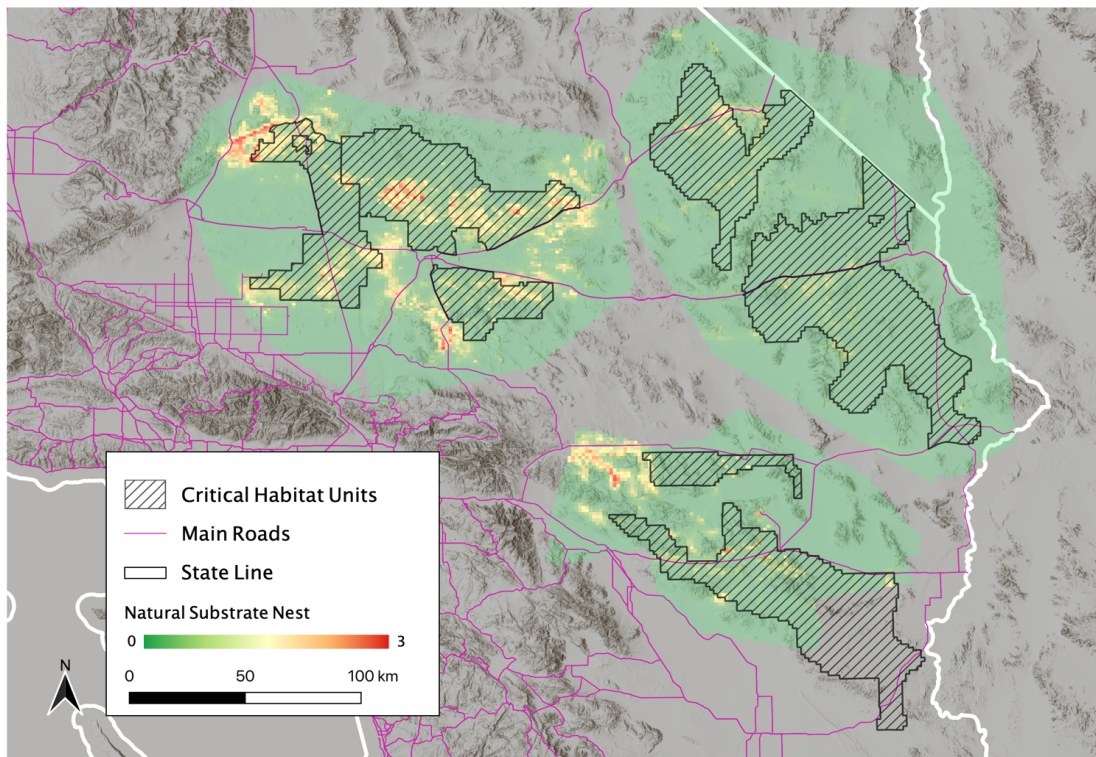 Critical Habitat Units
Main Roads
State Line
Natural Substrate Nest
0 3
0 50 100 km
N